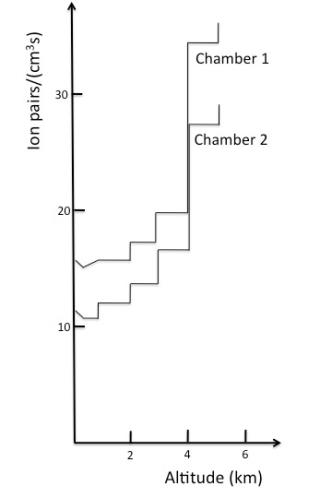 Ion pairs/(cm³s)
30
Chamber 1
Chamber 2
20
10
2 4 6
Altitude (km)